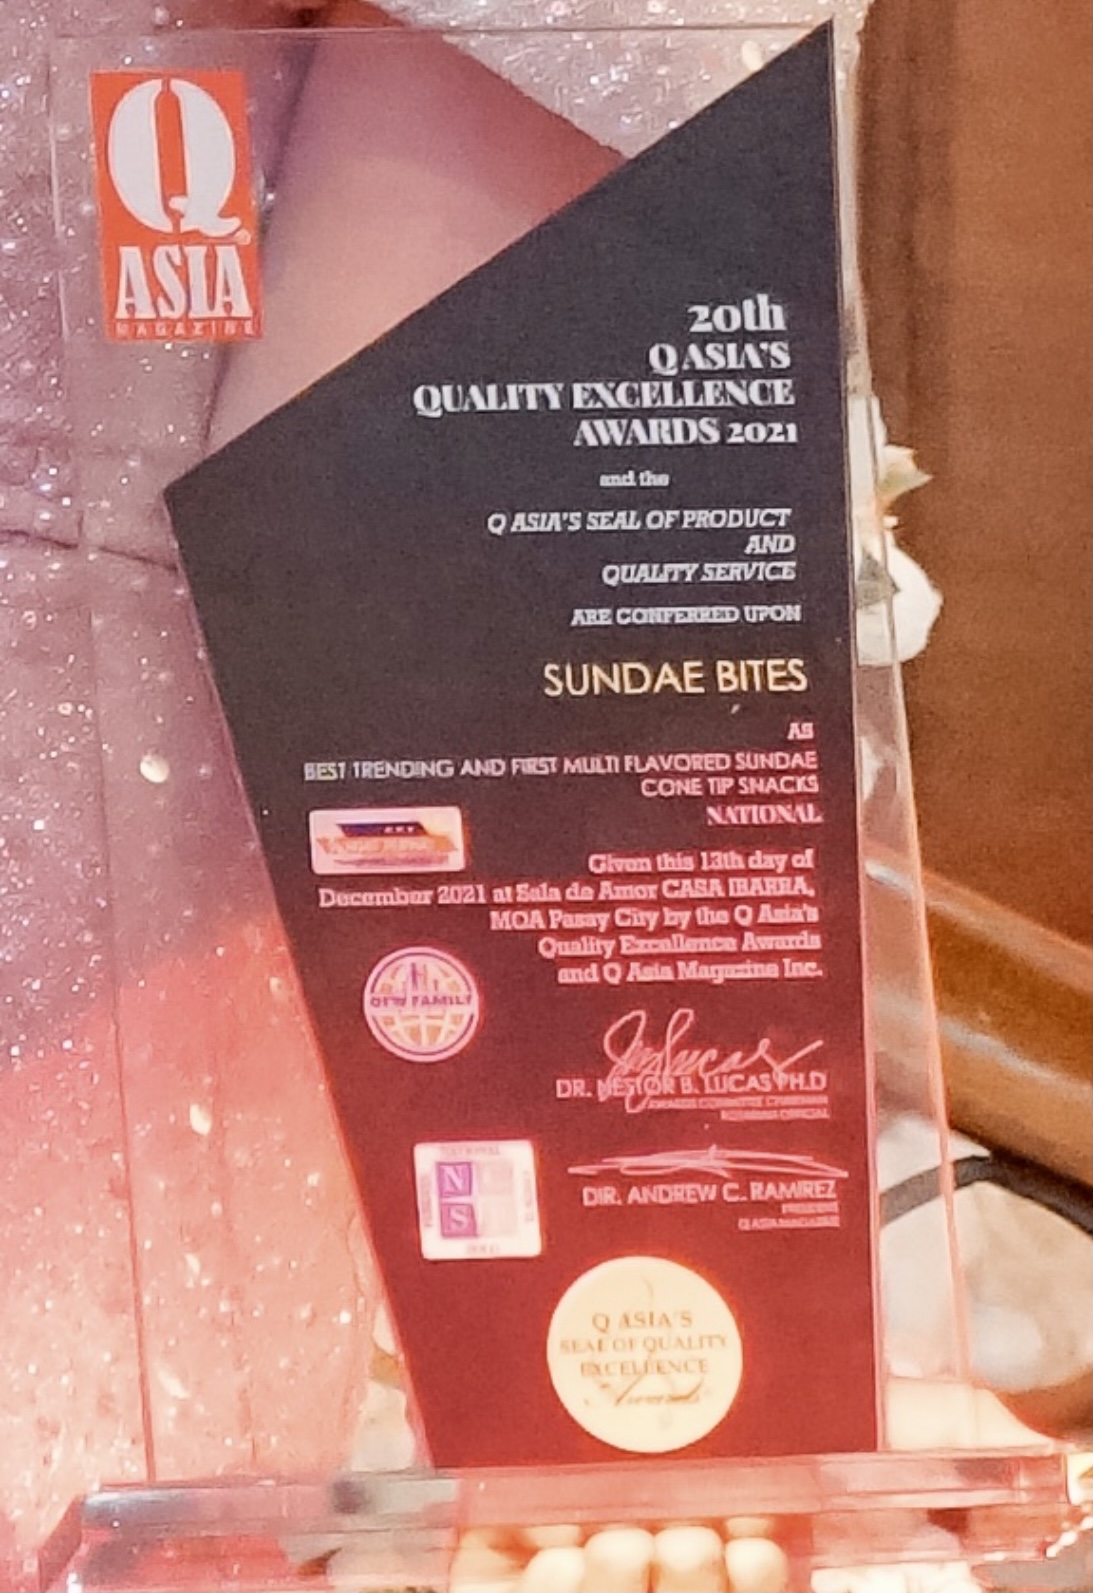 Q
ASIA
MAGAZINE
20th
Q ASIA'S
QUALITY EXCELLENCE
AWARDS 2021
and the
Q ASIA'S SEAL OF PRODUCT
AND
QUALITY SERVICE
ARE CONFERRED UPON
SUNDAE BITES
AS
BEST TRENDING AND FIRST MULTI FLAVORED SUNDAE
CONE TIP SNACKS
NATIONAL
Given this 13th day of
December 2021 at Sala de Amor CASA IBARRA,
MOA Pasay City by the Q Asia's
Quality Excellence Awards
and Q Asia Magazine Inc.
OFW FAMILY
DR. NESTOR B. LUCAS PH.D
AWARDS COMMITTEE CHAIRMAN
DIR. ANDREW C. RAMIREZ
PRESIDENT
Q ASIA MAGAZINE
NATIONAL
N
S
Q ASIA'S
SEAL OF QUALITY
EXCELLENCE
Awards